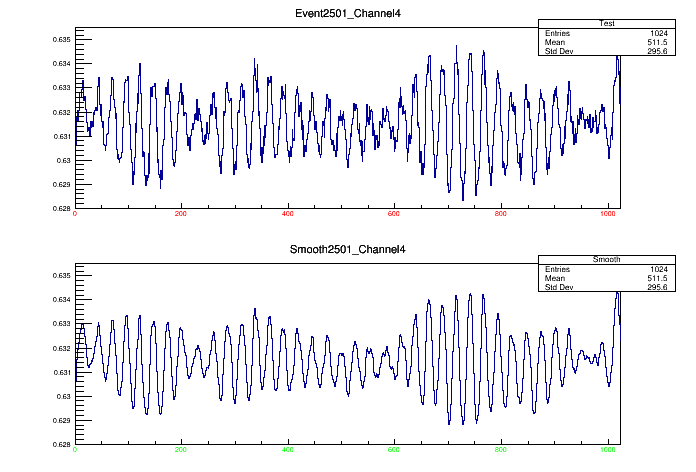 Event2501_Channel4
Test
Entries 1024
Mean 511.5
Std Dev 295.6
0.635
0.634
0.633
0.632
0.631
0.63
0.629
0.628
0 200 400 600 800 1000
Smooth2501_Channel4
Smooth
Entries 1024
Mean 511.5
Std Dev 295.6
0.635
0.634
0.633
0.632
0.631
0.63
0.629
0.628
0 200 400 600 800 1000